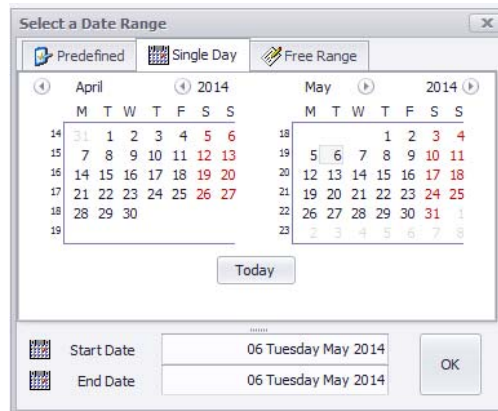 Select a Date Range
Predefined Single Day Free Range
April 2014 May 2014
M T W T F S S M T W T F S S
14 31 1 2 3 4 5 6 18 1 2 3 4
15 7 8 9 10 11 12 13 19 5 6 7 8 9 10 11
16 14 15 16 17 18 19 20 20 12 13 14 15 16 17 18
17 21 22 23 24 25 26 27 21 19 20 21 22 23 24 25
18 28 29 30 22 26 27 28 29 30 31 1
19 23 2 3 4 5 6 7 8
Today
Start Date 06 Tuesday May 2014
End Date 06 Tuesday May 2014
OK